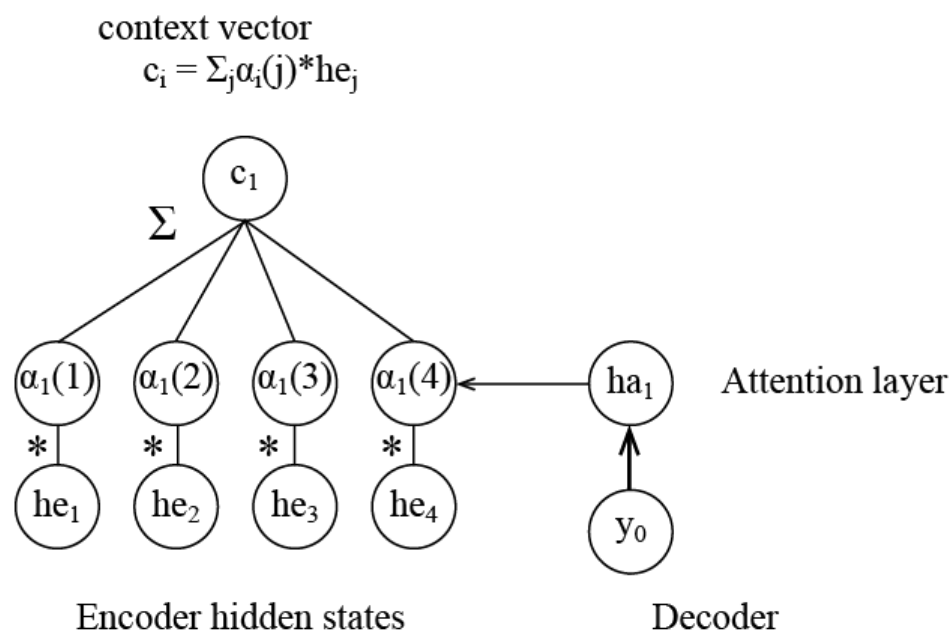 context vector
cᵢ = Σⱼαᵢ(j)*heⱼ
c₁
Σ
α₁(1) α₁(2) α₁(3) α₁(4) ha₁ Attention layer
* * * *
he₁ he₂ he₃ he₄ y₀
Encoder hidden states Decoder